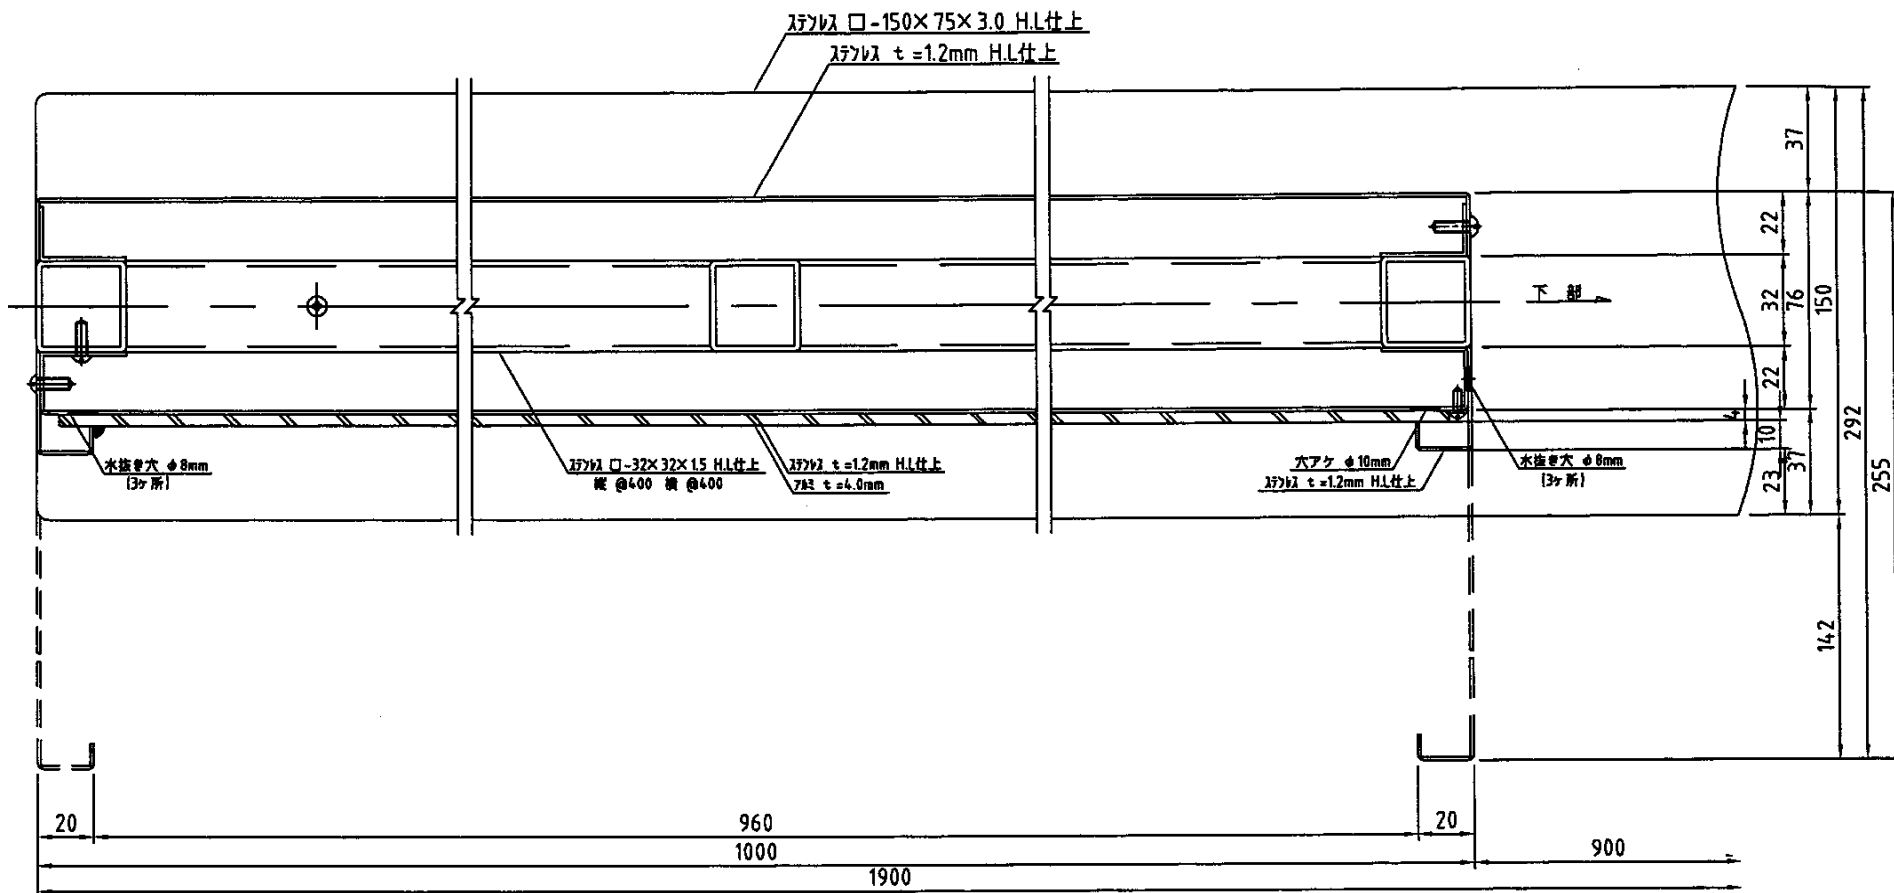 ステンレス □-150×75×3.0 H.L仕上
ステンレス t=1.2mm H.L仕上
37
22
32
76
150
下部
22
4
10
37
23
292
255
142
水抜き穴 φ8mm
(3ヶ所)
ステンレス □-32×32×1.5 H.L仕上
縦 @400 横 @400
ステンレス t=1.2mm H.L仕上
アルミ t=4.0mm
穴アケ φ10mm
ステンレス t=1.2mm H.L仕上
水抜き穴 φ8mm
(3ヶ所)
20
960
20
1000
900
1900